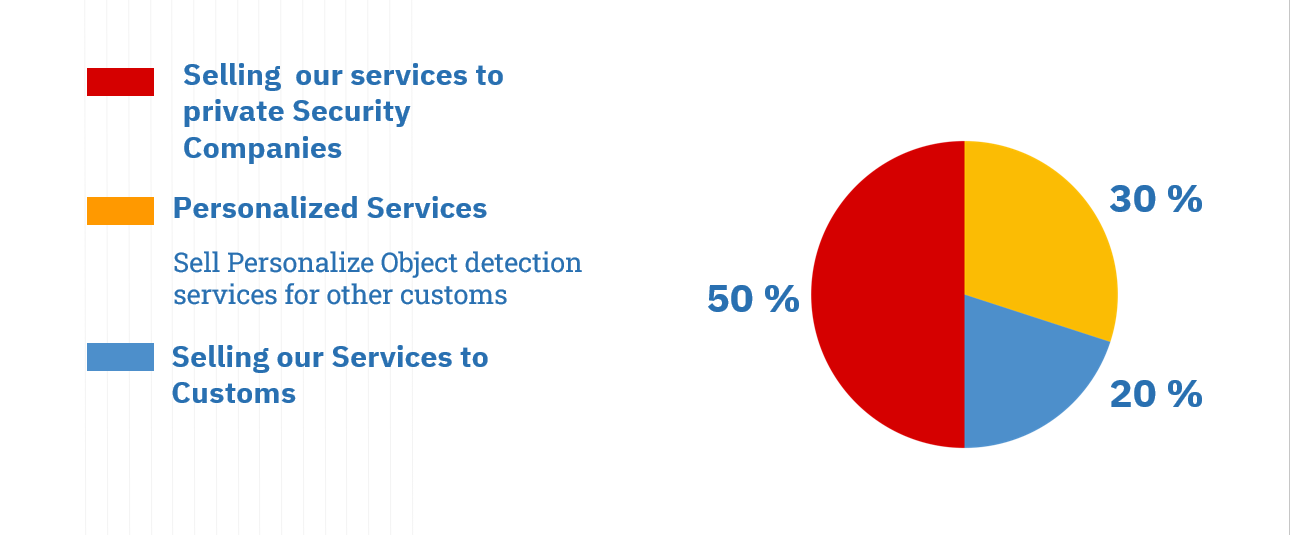 Selling  our services to
private Security
Companies
Personalized Services
Sell Personalize Object detection
services for other customs
Selling our Services to
Customs
30 %
50 %
20 %